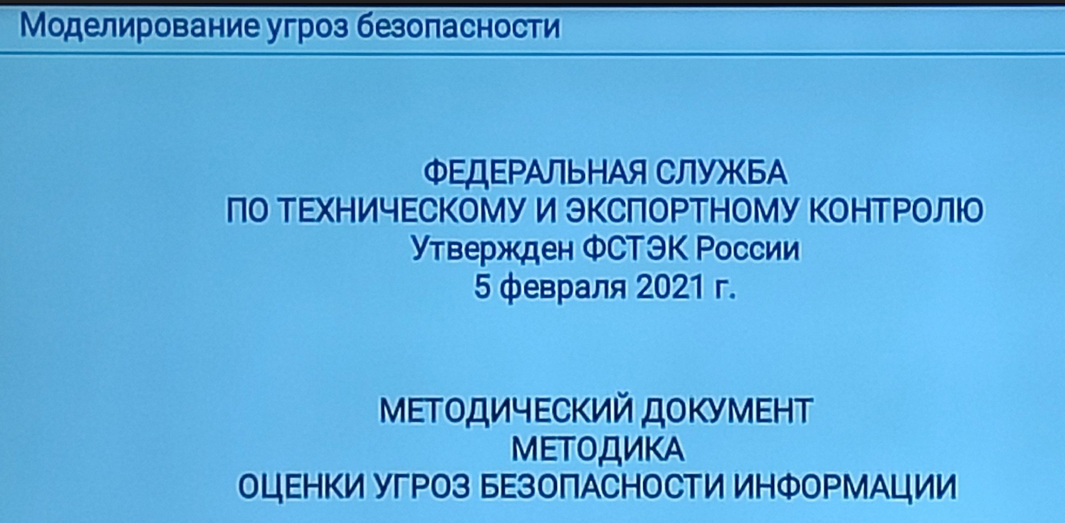 Моделирование угроз безопасности
ФЕДЕРАЛЬНАЯ СЛУЖБА
ПО ТЕХНИЧЕСКОМУ И ЭКСПОРТНОМУ КОНТРОЛЮ
Утвержден ФСТЭК России
5 февраля 2021 г.
МЕТОДИЧЕСКИЙ ДОКУМЕНТ
МЕТОДИКА
ОЦЕНКИ УГРОЗ БЕЗОПАСНОСТИ ИНФОРМАЦИИ